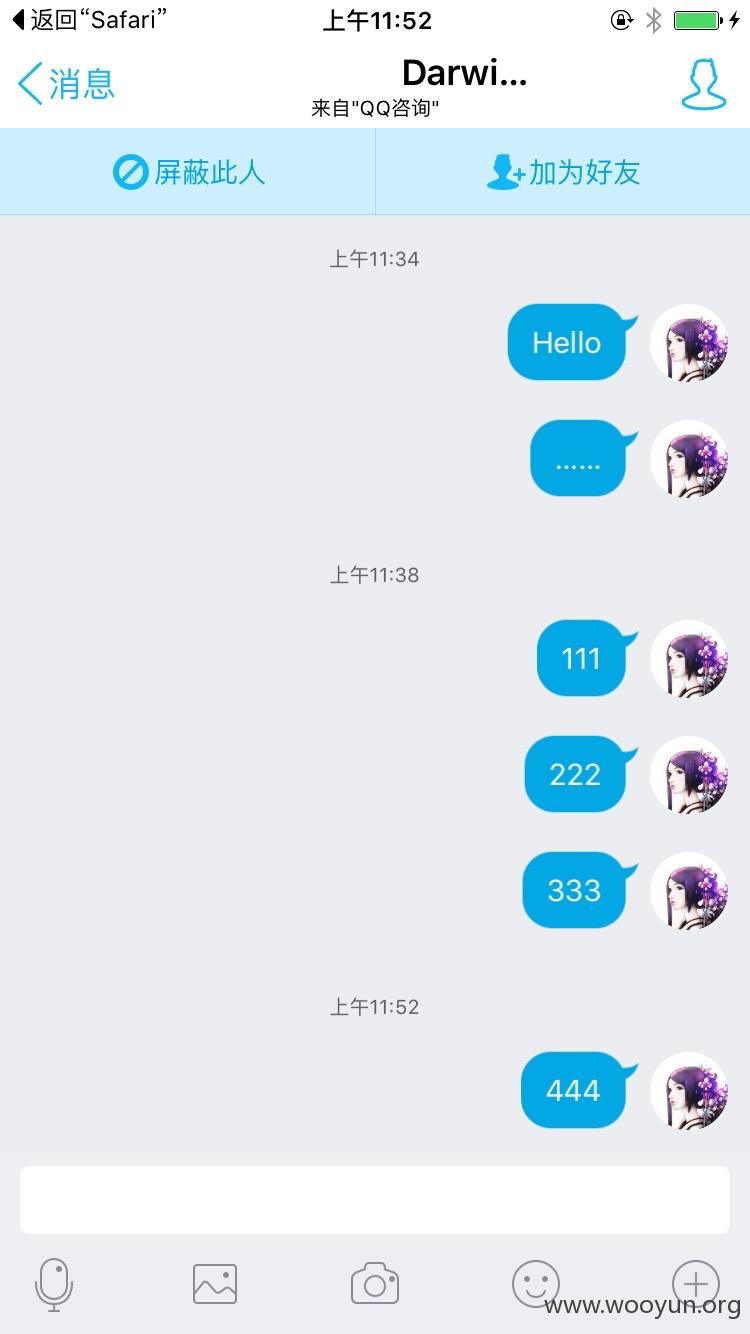 返回“Safari”
上午11:52
消息
Darwi...
来自"QQ咨询"
屏蔽此人
加为好友
上午11:34
Hello
......
上午11:38
111
222
333
上午11:52
444
www.wooyun.org